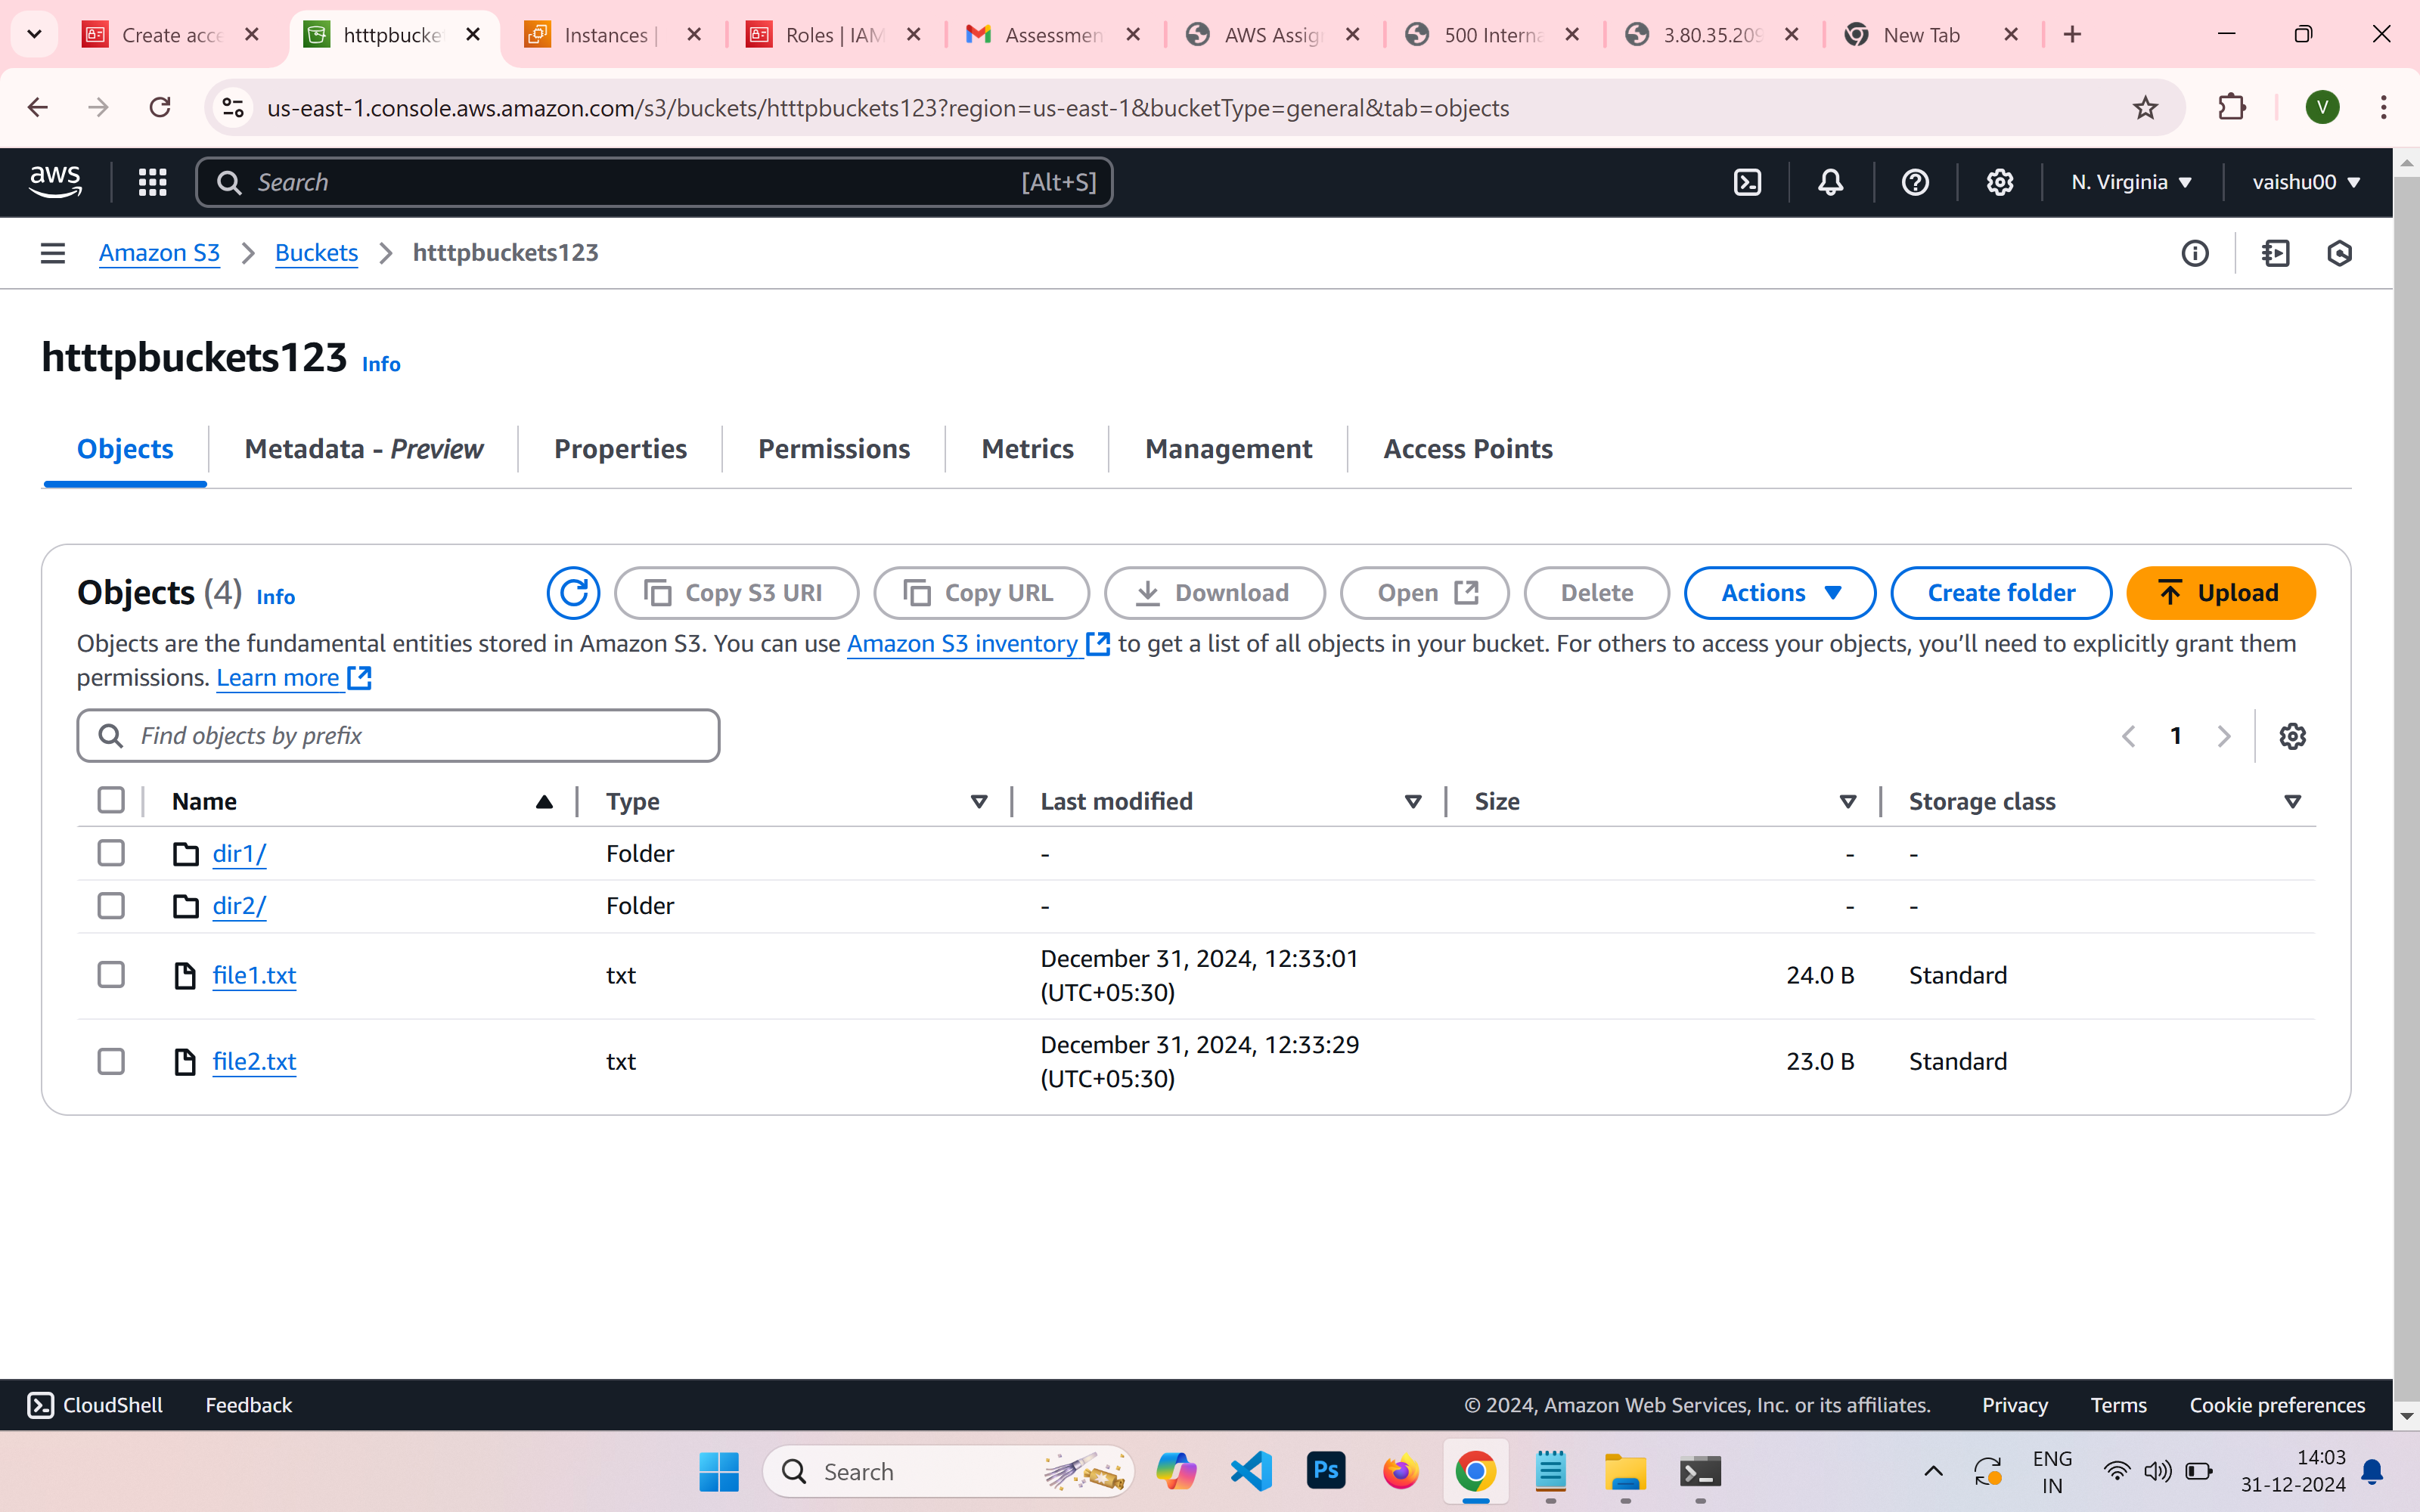 Create acce
htttpbucket
Instances |
Roles | IAM
Assessmen
AWS Assig
500 Interna
3.80.35.209
New Tab
us-east-1.console.aws.amazon.com/s3/buckets/htttpbuckets123?region=us-east-1&bucketType=general&tab=objects
V
aws
Search
[Alt+S]
N. Virginia
vaishu00
Amazon S3
Buckets
htttpbuckets123
htttpbuckets123 Info
Objects
Metadata - Preview
Properties
Permissions
Metrics
Management
Access Points
Objects (4) Info
Copy S3 URI
Copy URL
Download
Open
Delete
Actions
Create folder
Upload
Objects are the fundamental entities stored in Amazon S3. You can use Amazon S3 inventory to get a list of all objects in your bucket. For others to access your objects, you’ll need to explicitly grant them
permissions. Learn more
Find objects by prefix
1
Name Type Last modified Size Storage class
dir1/ Folder - - -
dir2/ Folder - - -
file1.txt txt December 31, 2024, 12:33:01 (UTC+05:30) 24.0 B Standard
file2.txt txt December 31, 2024, 12:33:29 (UTC+05:30) 23.0 B Standard
CloudShell
Feedback
© 2024, Amazon Web Services, Inc. or its affiliates.
Privacy
Terms
Cookie preferences
Search
Ps
ENG
IN
14:03
31-12-2024